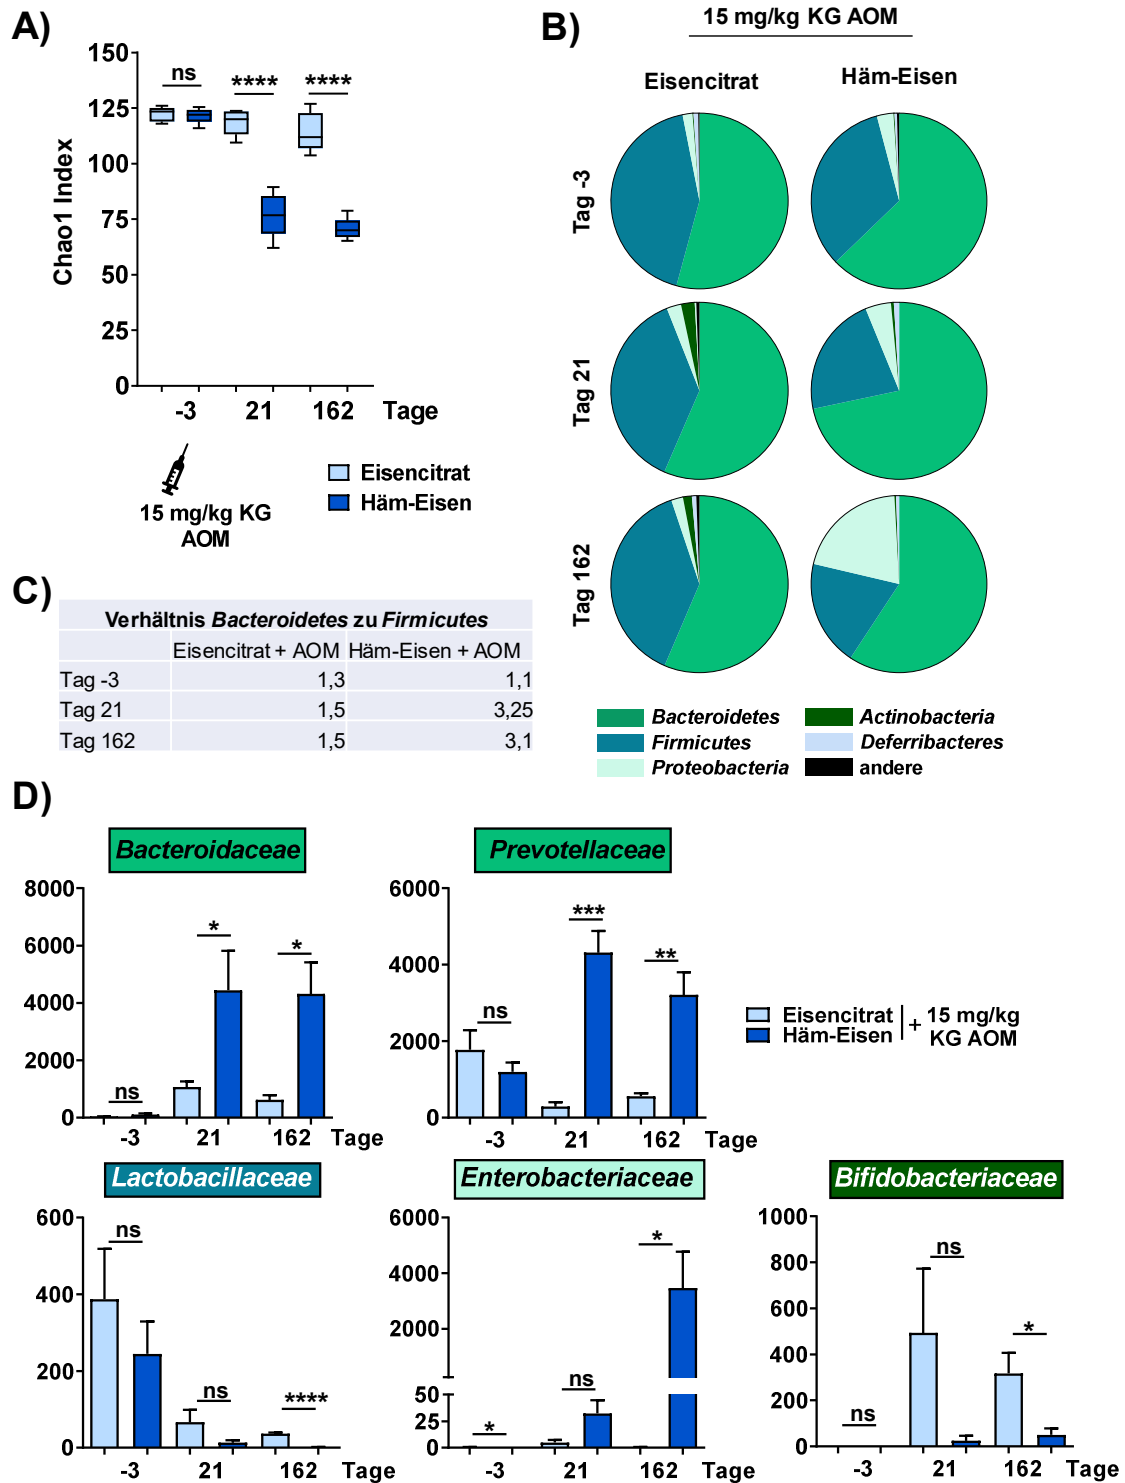 A)
150
125
100
75
50
25
0
Chao1 Index
ns
****
****
-3 21 162 Tage
15 mg/kg KG
AOM
Eisencitrat
Häm-Eisen
B)
15 mg/kg KG AOM
Eisencitrat Häm-Eisen
Tag -3
Tag 21
Tag 162
Bacteroidetes Actinobacteria
Firmicutes Deferribacteres
Proteobacteria andere
C)
Verhältnis Bacteroidetes zu Firmicutes
Eisencitrat + AOM Häm-Eisen + AOM
Tag -3 1,3 1,1
Tag 21 1,5 3,25
Tag 162 1,5 3,1
D)
Bacteroidaceae
8000
6000
4000
2000
0
ns
*
*
-3 21 162 Tage
Prevotellaceae
6000
4000
2000
0
ns
***
**
-3 21 162 Tage
Eisencitrat + 15 mg/kg
Häm-Eisen KG AOM
Lactobacillaceae
600
400
200
0
ns
ns
****
-3 21 162 Tage
Enterobacteriaceae
6000
4000
2000
50
25
0
*
ns
*
-3 21 162 Tage
Bifidobacteriaceae
1000
800
600
400
200
0
ns
ns
*
-3 21 162 Tage